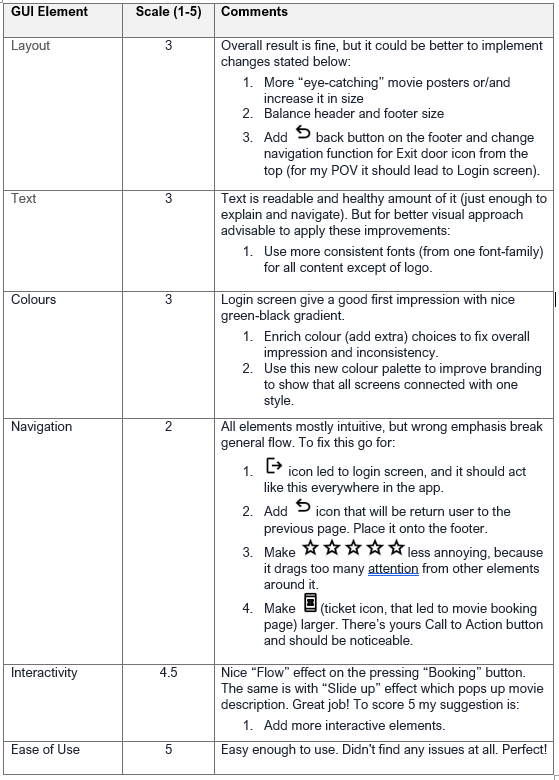 GUI Element Scale (1-5) Comments
Layout 3 Overall result is fine, but it could be better to implement
changes stated below:
1. More “eye-catching” movie posters or/and
increase it in size
2. Balance header and footer size
3. Add back button on the footer and change
navigation function for Exit door icon from the
top (for my POV it should lead to Login screen).
Text 3 Text is readable and healthy amount of it (just enough to
explain and navigate). But for better visual approach
advisable to apply these improvements:
1. Use more consistent fonts (from one font-family)
for all content except of logo.
Colours 3 Login screen give a good first impression with nice
green-black gradient.
1. Enrich colour (add extra) choices to fix overall
impression and inconsistency.
2. Use this new colour palette to improve branding
to show that all screens connected with one
style.
Navigation 2 All elements mostly intuitive, but wrong emphasis break
general flow. To fix this go for:
1. icon led to login screen, and it should act
like this everywhere in the app.
2. Add icon that will be return user to the
previous page. Place it onto the footer.
3. Make ☆☆☆☆☆ less annoying, because
it drags too many attention from other elements
around it.
4. Make (ticket icon, that led to movie booking
page) larger. There’s yours Call to Action button
and should be noticeable.
Interactivity 4.5 Nice “Flow” effect on the pressing “Booking” button.
The same is with “Slide up” effect which pops up movie
description. Great job! To score 5 my suggestion is:
1. Add more interactive elements.
Ease of Use 5 Easy enough to use. Didn't find any issues at all. Perfect!